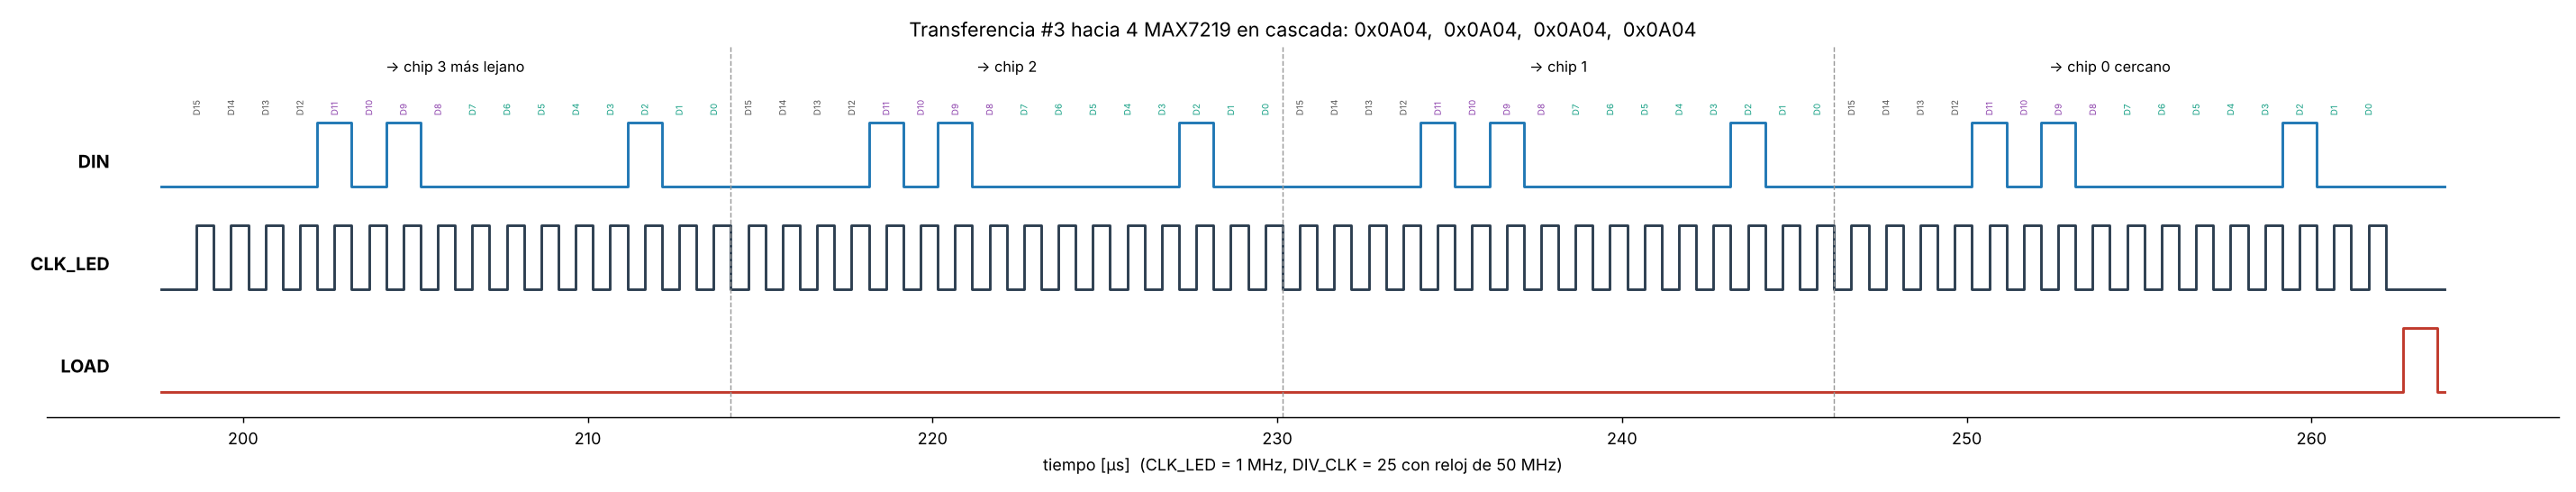 Transferencia #3 hacia 4 MAX7219 en cascada: 0x0A04, 0x0A04, 0x0A04, 0x0A04
→ chip 3 más lejano → chip 2 → chip 1 → chip 0 cercano
D15 D14 D13 D12 D11 D10 D9 D8 D7 D6 D5 D4 D3 D2 D1 D0 D15 D14 D13 D12 D11 D10 D9 D8 D7 D6 D5 D4 D3 D2 D1 D0 D15 D14 D13 D12 D11 D10 D9 D8 D7 D6 D5 D4 D3 D2 D1 D0 D15 D14 D13 D12 D11 D10 D9 D8 D7 D6 D5 D4 D3 D2 D1 D0
DIN
CLK_LED
LOAD
200 210 220 230 240 250 260
tiempo [µs] (CLK_LED = 1 MHz, DIV_CLK = 25 con reloj de 50 MHz)